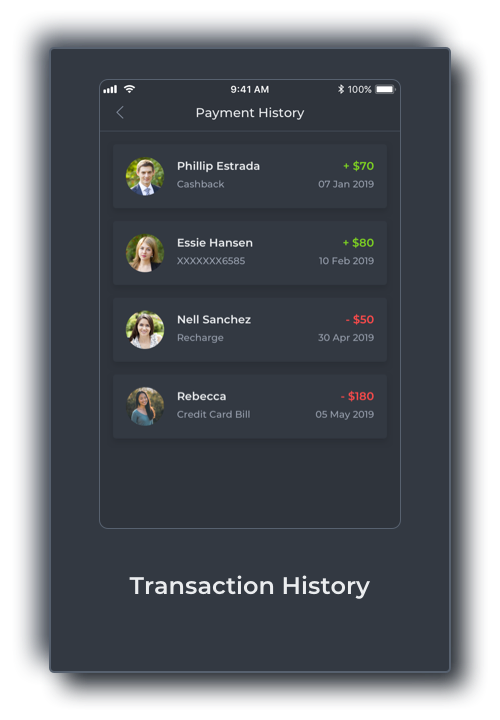 9:41 AM 100%
Payment History
Phillip Estrada + $70
Cashback 07 Jan 2019
Essie Hansen + $80
XXXXXXX6585 10 Feb 2019
Nell Sanchez - $50
Recharge 30 Apr 2019
Rebecca - $180
Credit Card Bill 05 May 2019
Transaction History